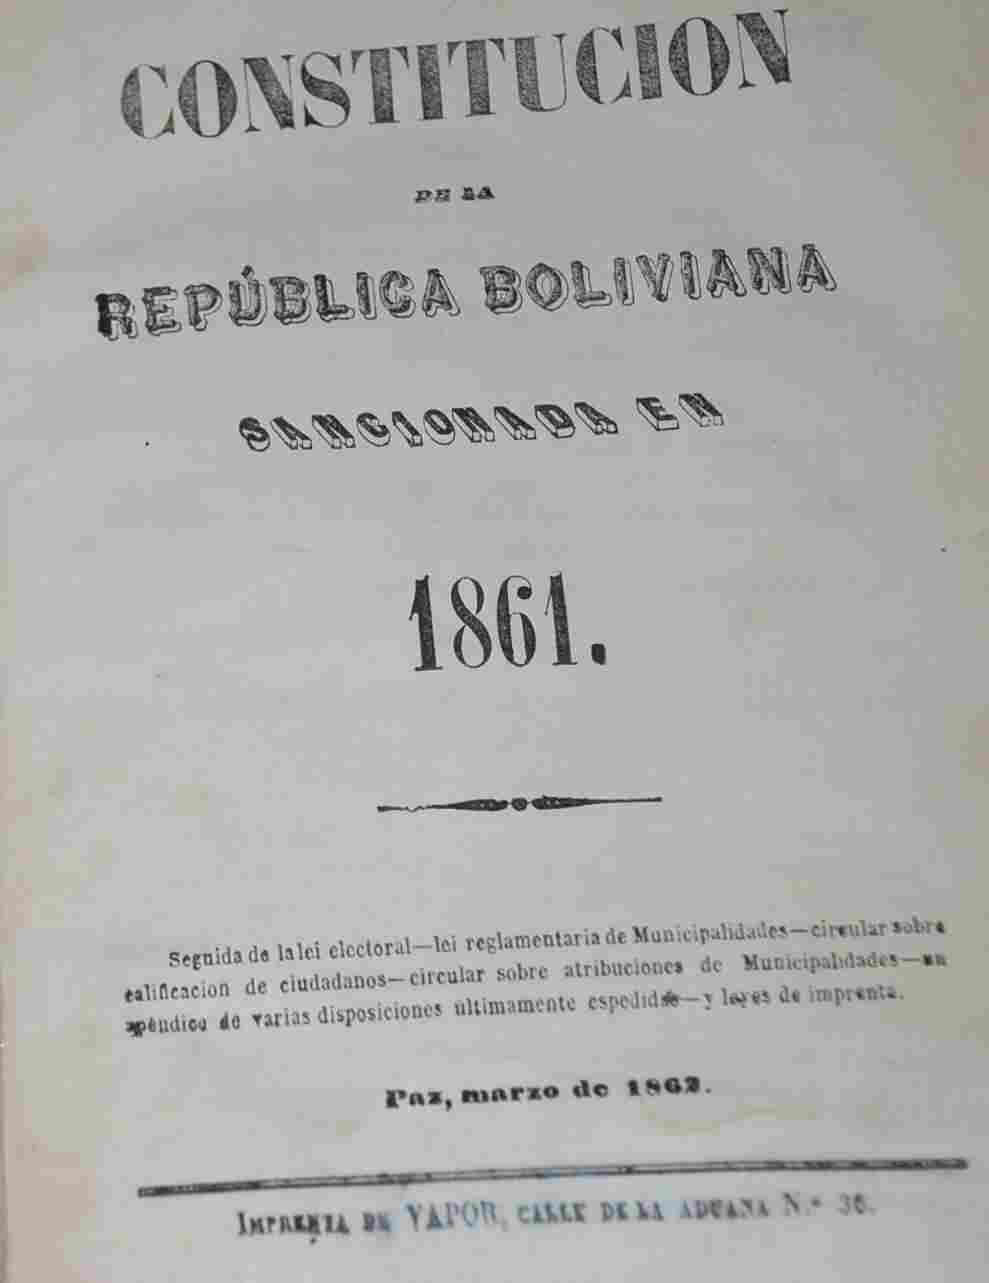 CONSTITUCION
DE LA
REPÚBLICA BOLIVIANA
SANCIONADA EN
1861.
Seguida de la lei electoral—lei reglamentaria de Municipalidades—circular sobre
calificacion de ciudadanos—circular sobre atribuciones de Municipalidades—un
apéndice de varias disposiciones últimamente espedidas—y leyes de imprenta.
Paz, marzo de 1862.
IMPRENTA DE VAPOR, CALLE DE LA ADUANA N.° 36.